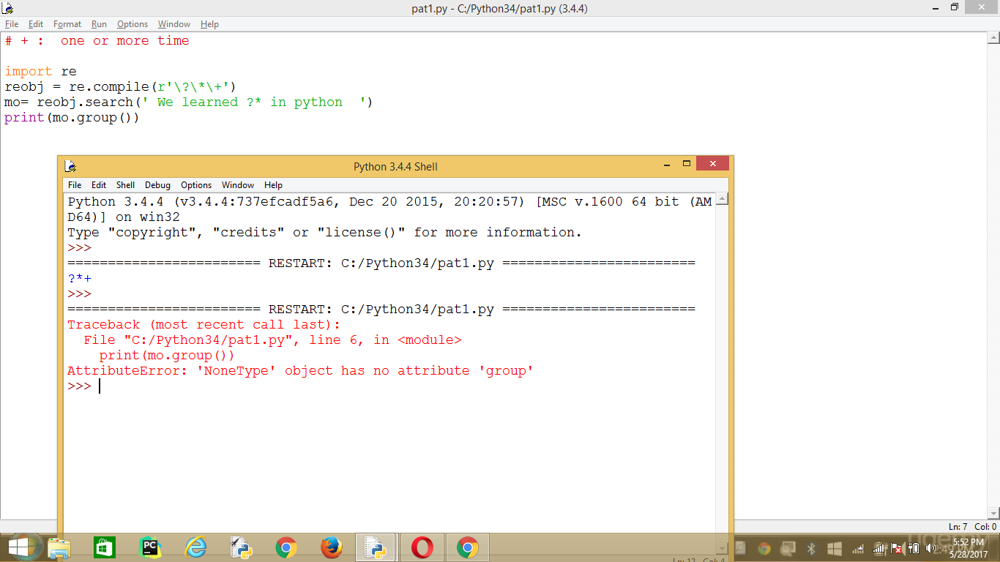 pat1.py - C:/Python34/pat1.py (3.4.4)
File Edit Format Run Options Window Help
# + :  one or more time
import re
reobj = re.compile(r'\?\*\+')
mo= reobj.search(' We learned ?* in python  ')
print(mo.group())
Python 3.4.4 Shell
File Edit Shell Debug Options Window Help
Python 3.4.4 (v3.4.4:737efcadf5a6, Dec 20 2015, 20:20:57) [MSC v.1600 64 bit (AM
D64)] on win32
Type "copyright", "credits" or "license()" for more information.
>>>
======================== RESTART: C:/Python34/pat1.py ========================
?*+
>>>
======================== RESTART: C:/Python34/pat1.py ========================
Traceback (most recent call last):
  File "C:/Python34/pat1.py", line 6, in <module>
    print(mo.group())
AttributeError: 'NoneType' object has no attribute 'group'
>>>
Ln: 7 Col: 0
Ln: 12 Col: 4
PC
5:52 PM
5/28/2017